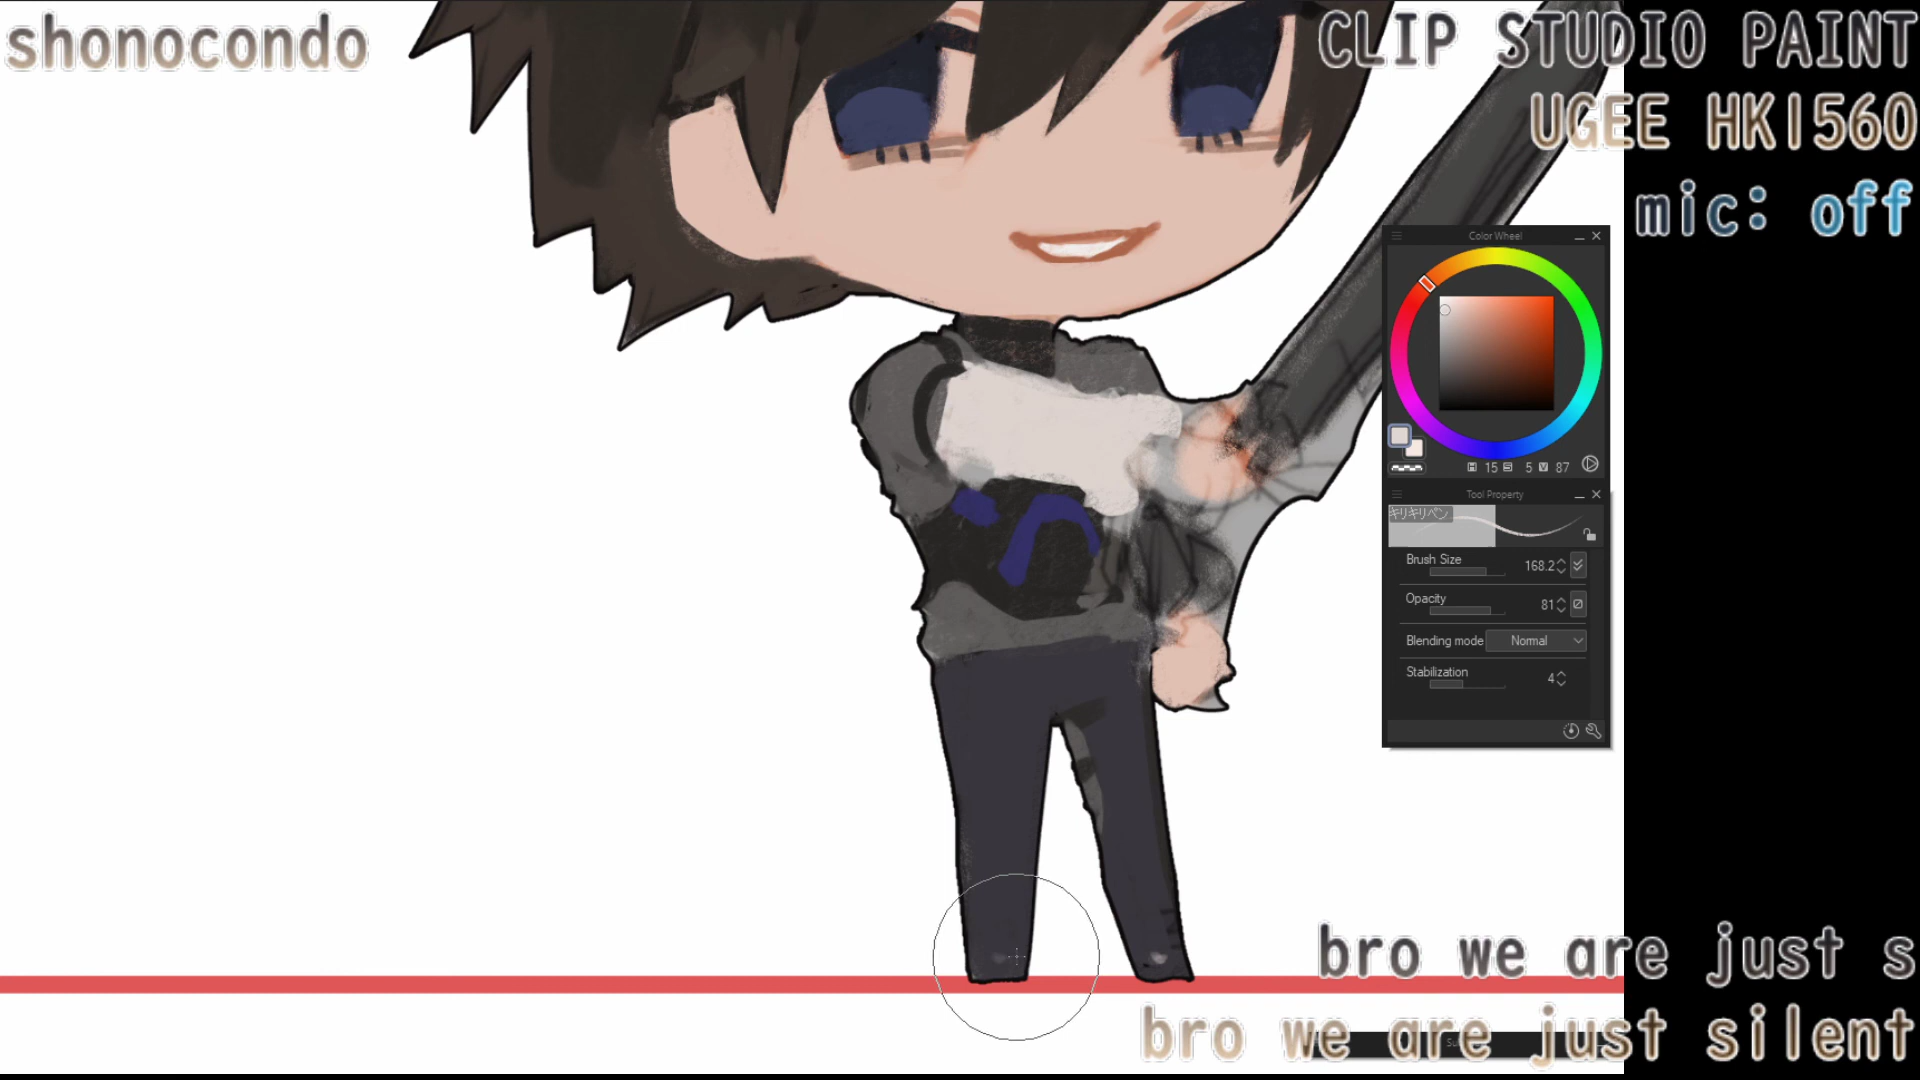 shonocondo
CLIP STUDIO PAINT
UGEE HK1560
mic: off
Color Wheel
H 15 S 5 V 87
Tool Property
キリキリペン
Brush Size 168.2
Opacity 81
Blending mode Normal
Stabilization 4
bro we are just s
bro we are just silent